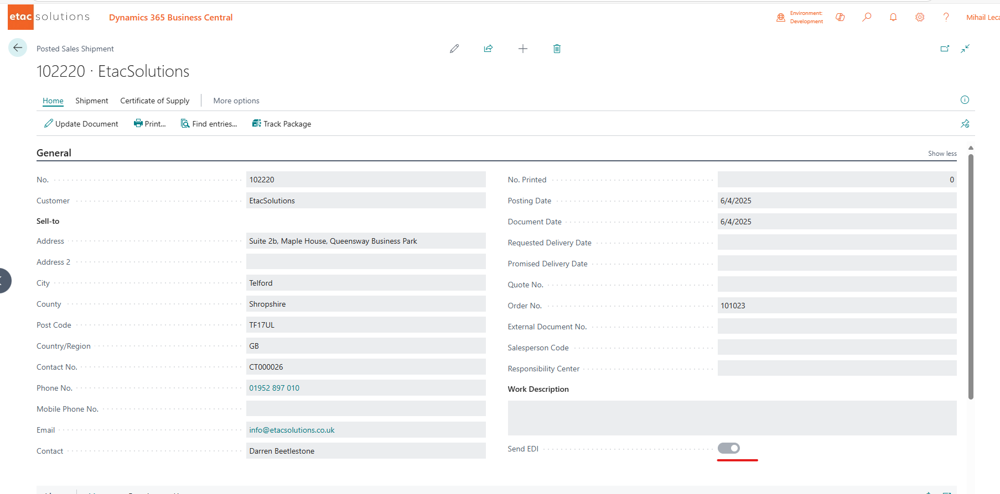 etac solutions
Dynamics 365 Business Central
Environment:
Development
Mihail
Posted Sales Shipment
102220 · EtacSolutions
Home
Shipment
Certificate of Supply
More options
Update Document
Print...
Find entries...
Track Package
General
Show less
No.
102220
Customer
EtacSolutions
Sell-to
Address
Suite 2b, Maple House, Queensway Business Park
Address 2
City
Telford
County
Shropshire
Post Code
TF17UL
Country/Region
GB
Contact No.
CT000026
Phone No.
01952 897 010
Mobile Phone No.
Email
info@etacsolutions.co.uk
Contact
Darren Beetlestone
No. Printed
0
Posting Date
6/4/2025
Document Date
6/4/2025
Requested Delivery Date
Promised Delivery Date
Quote No.
Order No.
101023
External Document No.
Salesperson Code
Responsibility Center
Work Description
Send EDI